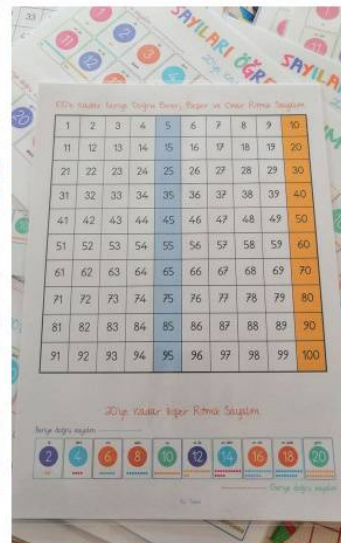 33
SAYILARI ÖĞRE
SAYILA
100'e Kadar İleriye Doğru Birer, Beşer ve Onar Ritmik Sayalım
1 2 3 4 5 6 7 8 9 10
11 12 13 14 15 16 17 18 19 20
21 22 23 24 25 26 27 28 29 30
31 32 33 34 35 36 37 38 39 40
41 42 43 44 45 46 47 48 49 50
51 52 53 54 55 56 57 58 59 60
61 62 63 64 65 66 67 68 69 70
71 72 73 74 75 76 77 78 79 80
81 82 83 84 85 86 87 88 89 90
91 92 93 94 95 96 97 98 99 100
20'ye Kadar İkişer Ritmik Sayalım
İleriye doğru sayalım
2 4 6 8 10 12 14 16 18 20
Geriye doğru sayalım